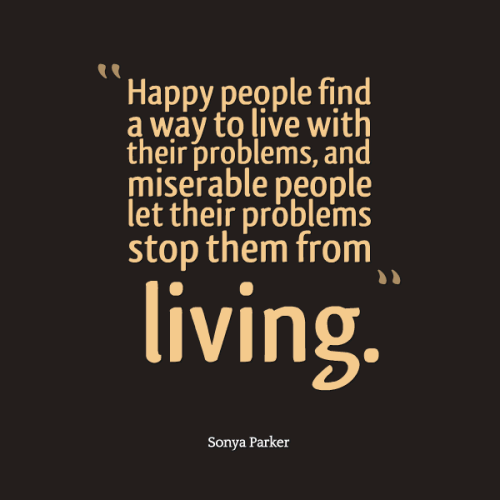 “
Happy people find
a way to live with
their problems, and
miserable people
let their problems
stop them from
living.
”
Sonya Parker